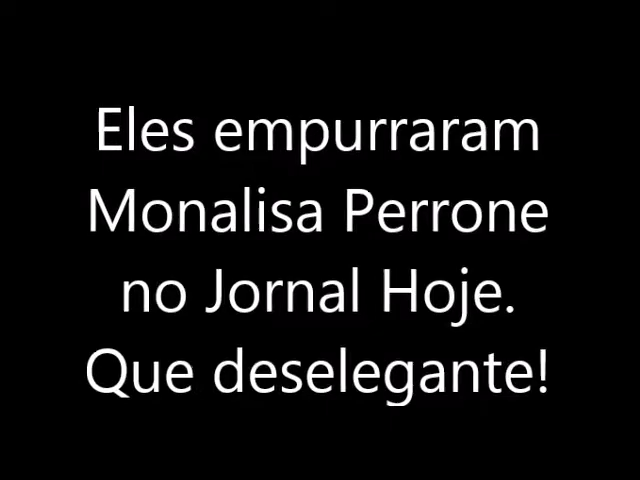 Eles empurraram
Monalisa Perrone
no Jornal Hoje.
Que deselegante!